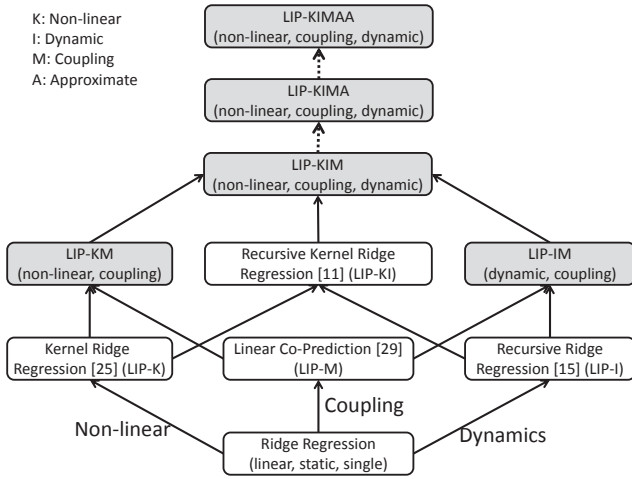 K: Non-linear
I: Dynamic
M: Coupling
A: Approximate
LIP-KIMAA
(non-linear, coupling, dynamic)
LIP-KIMA
(non-linear, coupling, dynamic)
LIP-KIM
(non-linear, coupling, dynamic)
LIP-KM
(non-linear, coupling)
Recursive Kernel Ridge
Regression [11] (LIP-KI)
LIP-IM
(dynamic, coupling)
Kernel Ridge
Regression [25] (LIP-K)
Linear Co-Prediction [29]
(LIP-M)
Recursive Ridge
Regression [15] (LIP-I)
Non-linear
Coupling
Dynamics
Ridge Regression
(linear, static, single)